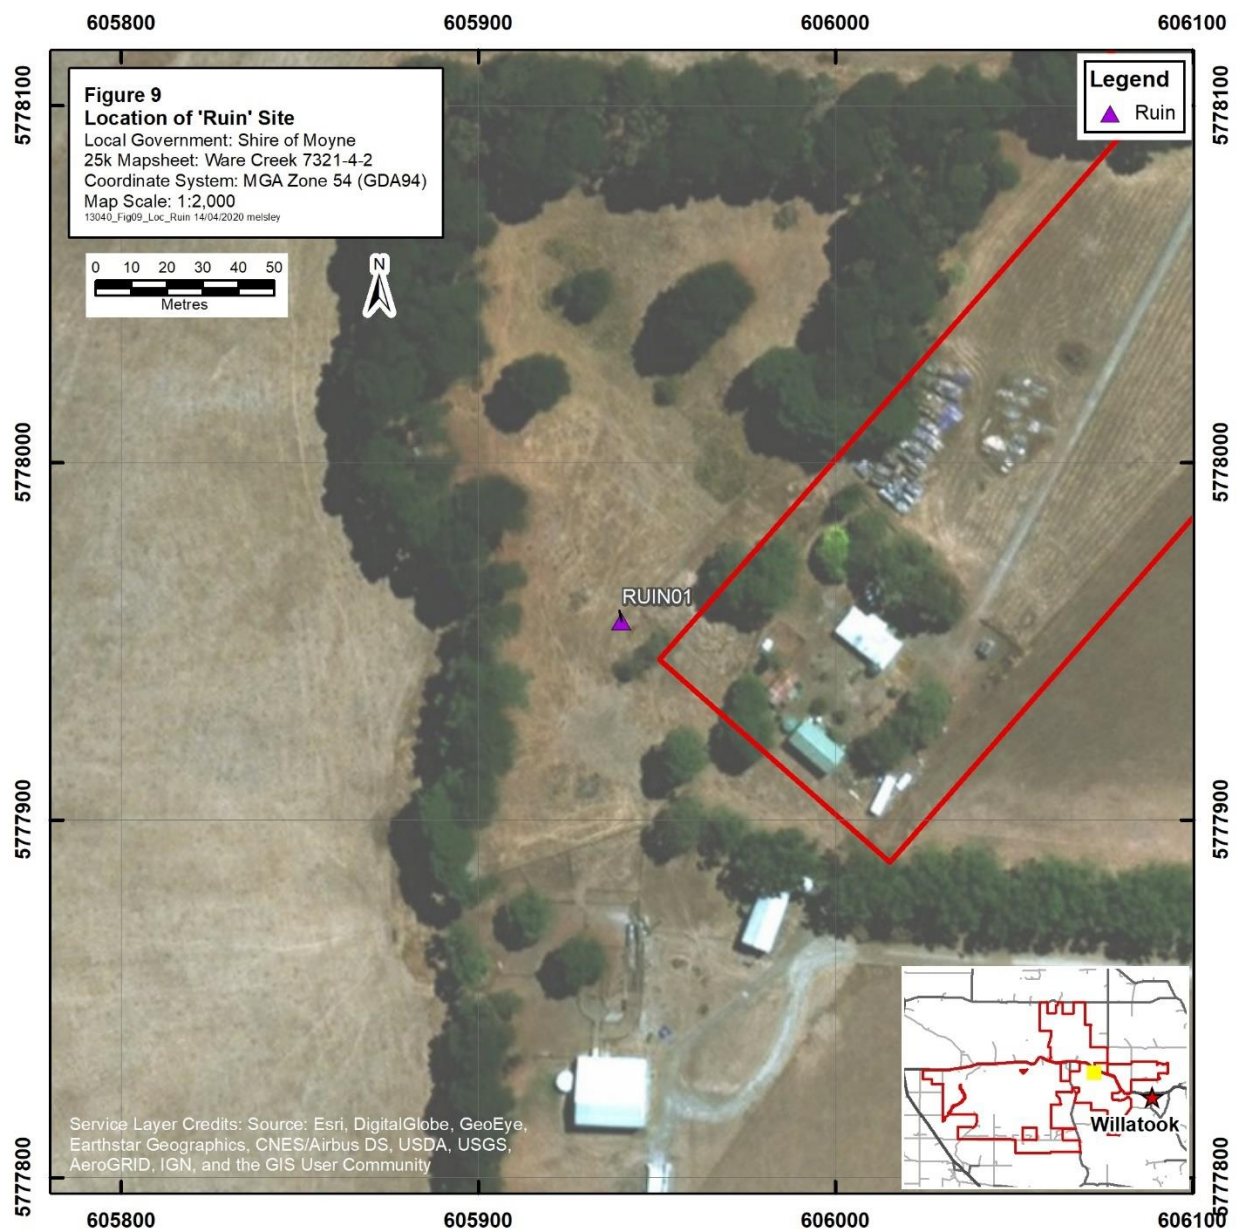 605800 605900 606000 606100
Figure 9
Location of 'Ruin' Site
Local Government: Shire of Moyne
25k Mapsheet: Ware Creek 7321-4-2
Coordinate System: MGA Zone 54 (GDA94)
Map Scale: 1:2,000
13040_Fig09_Loc_Ruin 14/04/2020 melsley
Legend
Ruin
5778100 5778100
0 10 20 30 40 50
Metres
N
5778000 5778000
RUIN01
5777900 5777900
Willatook
Service Layer Credits: Source: Esri, DigitalGlobe, GeoEye,
Earthstar Geographics, CNES/Airbus DS, USDA, USGS,
AeroGRID, IGN, and the GIS User Community
5777800 5777800
605800 605900 606000 606100